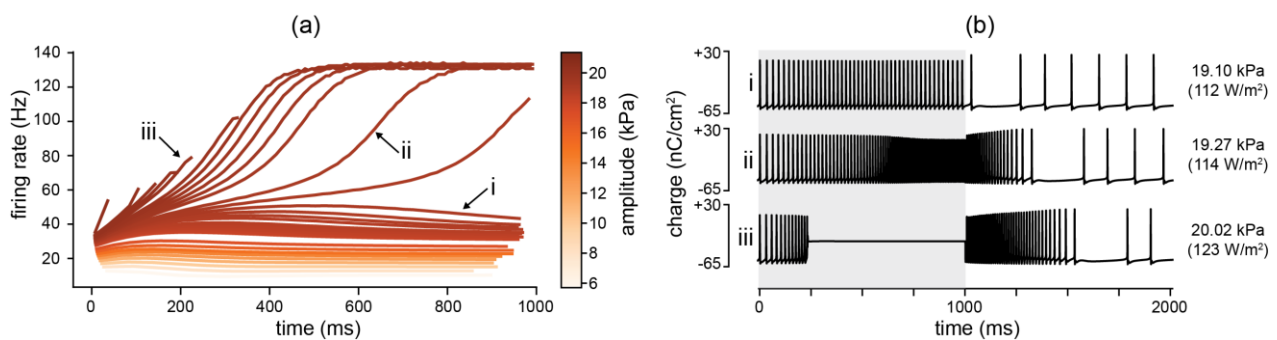 (a)
firing rate (Hz)
140
120
100
80
60
40
20
0
200
400
600
800
1000
time (ms)
iii
ii
i
amplitude (kPa)
20
18
16
14
12
10
8
6
(b)
charge (nC/cm²)
+30
i
-65
+30
ii
-65
+30
iii
-65
19.10 kPa
(112 W/m²)
19.27 kPa
(114 W/m²)
20.02 kPa
(123 W/m²)
0
1000
2000
time (ms)